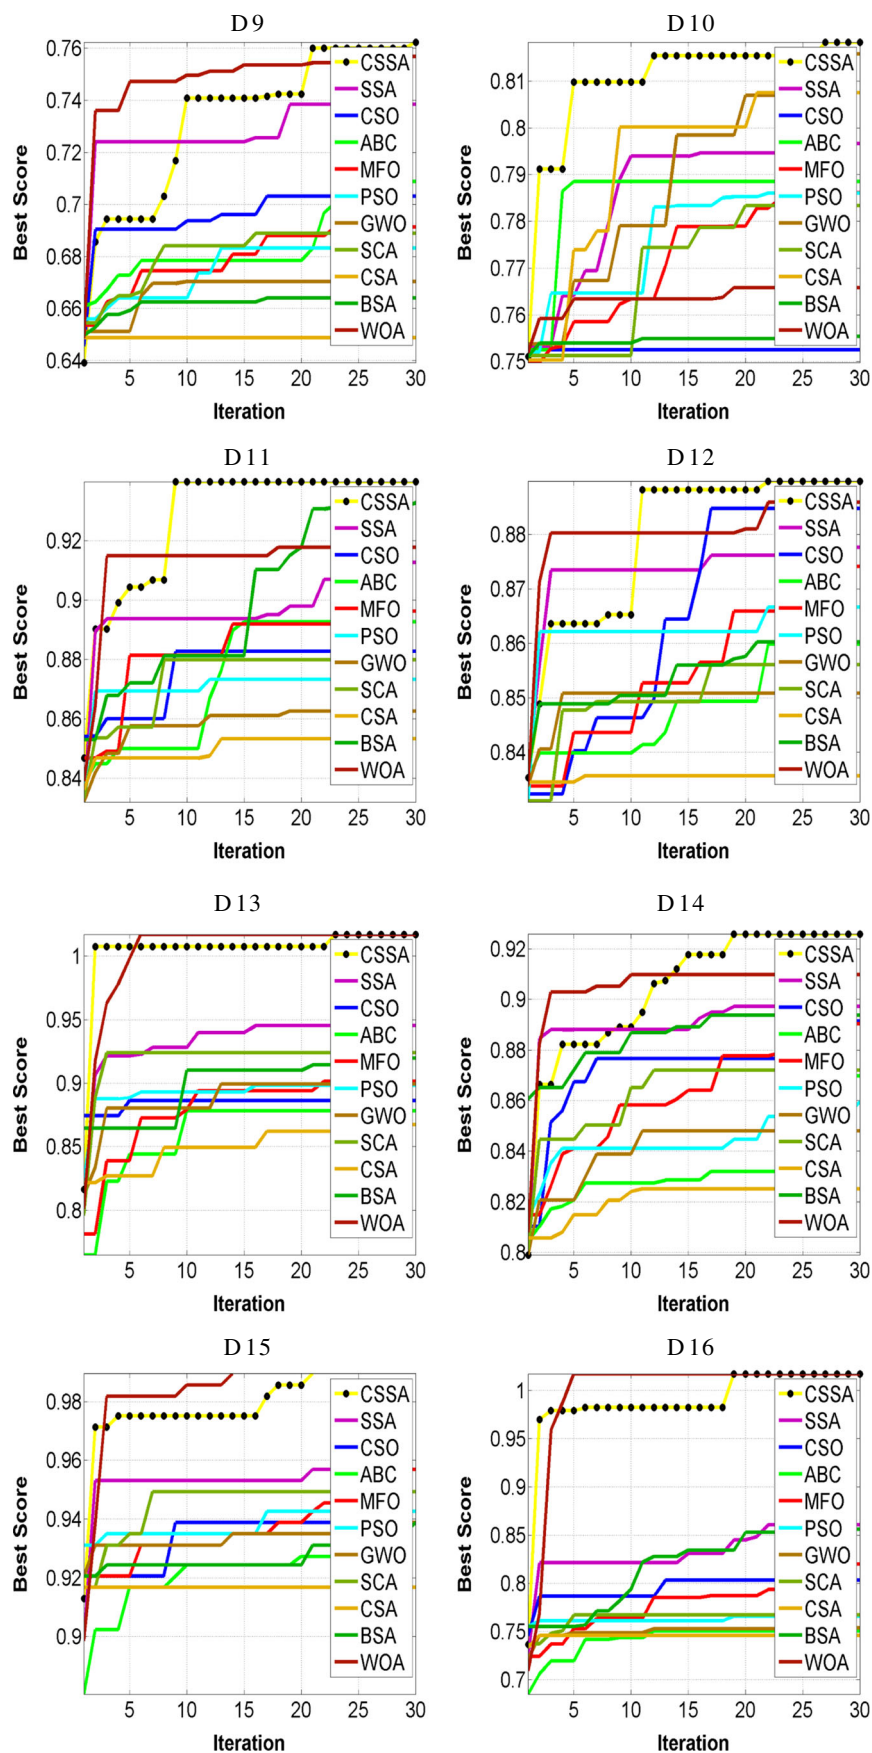 D9
Best Score
0.76
0.74
0.72
0.7
0.68
0.66
0.64
5
10
15
20
25
30
Iteration
CSSA
SSA
CSO
ABC
MFO
PSO
GWO
SCA
CSA
BSA
WOA
D10
Best Score
0.81
0.8
0.79
0.78
0.77
0.76
0.75
5
10
15
20
25
30
Iteration
CSSA
SSA
CSO
ABC
MFO
PSO
GWO
SCA
CSA
BSA
WOA
D11
Best Score
0.92
0.9
0.88
0.86
0.84
5
10
15
20
25
30
Iteration
CSSA
SSA
CSO
ABC
MFO
PSO
GWO
SCA
CSA
BSA
WOA
D12
Best Score
0.88
0.87
0.86
0.85
0.84
5
10
15
20
25
30
Iteration
CSSA
SSA
CSO
ABC
MFO
PSO
GWO
SCA
CSA
BSA
WOA
D13
Best Score
1
0.95
0.9
0.85
0.8
5
10
15
20
25
30
Iteration
CSSA
SSA
CSO
ABC
MFO
PSO
GWO
SCA
CSA
BSA
WOA
D14
Best Score
0.92
0.9
0.88
0.86
0.84
0.82
0.8
5
10
15
20
25
30
Iteration
CSSA
SSA
CSO
ABC
MFO
PSO
GWO
SCA
CSA
BSA
WOA
D15
Best Score
0.98
0.96
0.94
0.92
0.9
5
10
15
20
25
30
Iteration
CSSA
SSA
CSO
ABC
MFO
PSO
GWO
SCA
CSA
BSA
WOA
D16
Best Score
1
0.95
0.9
0.85
0.8
0.75
0.7
5
10
15
20
25
30
Iteration
CSSA
SSA
CSO
ABC
MFO
PSO
GWO
SCA
CSA
BSA
WOA